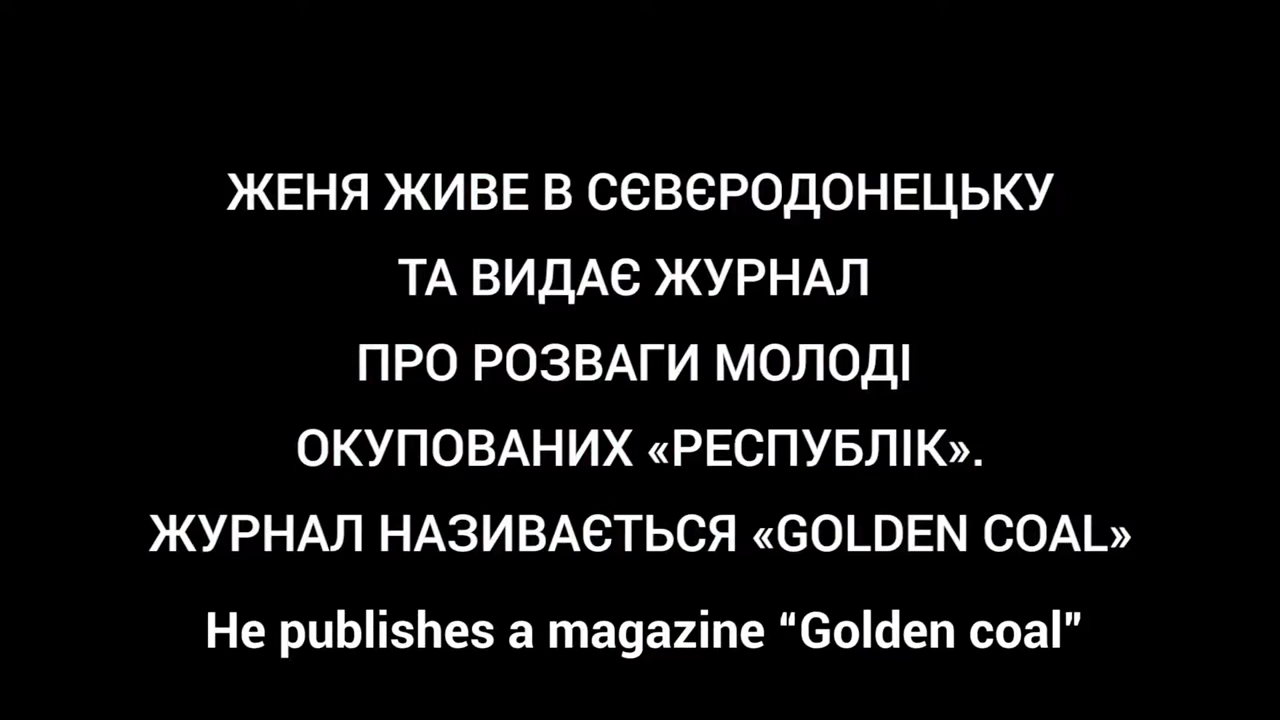 ЖЕНЯ ЖИВЕ В СЄВЄРОДОНЕЦЬКУ
ТА ВИДАЄ ЖУРНАЛ
ПРО РОЗВАГИ МОЛОДІ
ОКУПОВАНИХ «РЕСПУБЛІК».
ЖУРНАЛ НАЗИВАЄТЬСЯ «GOLDEN COAL»
He publishes a magazine “Golden coal”